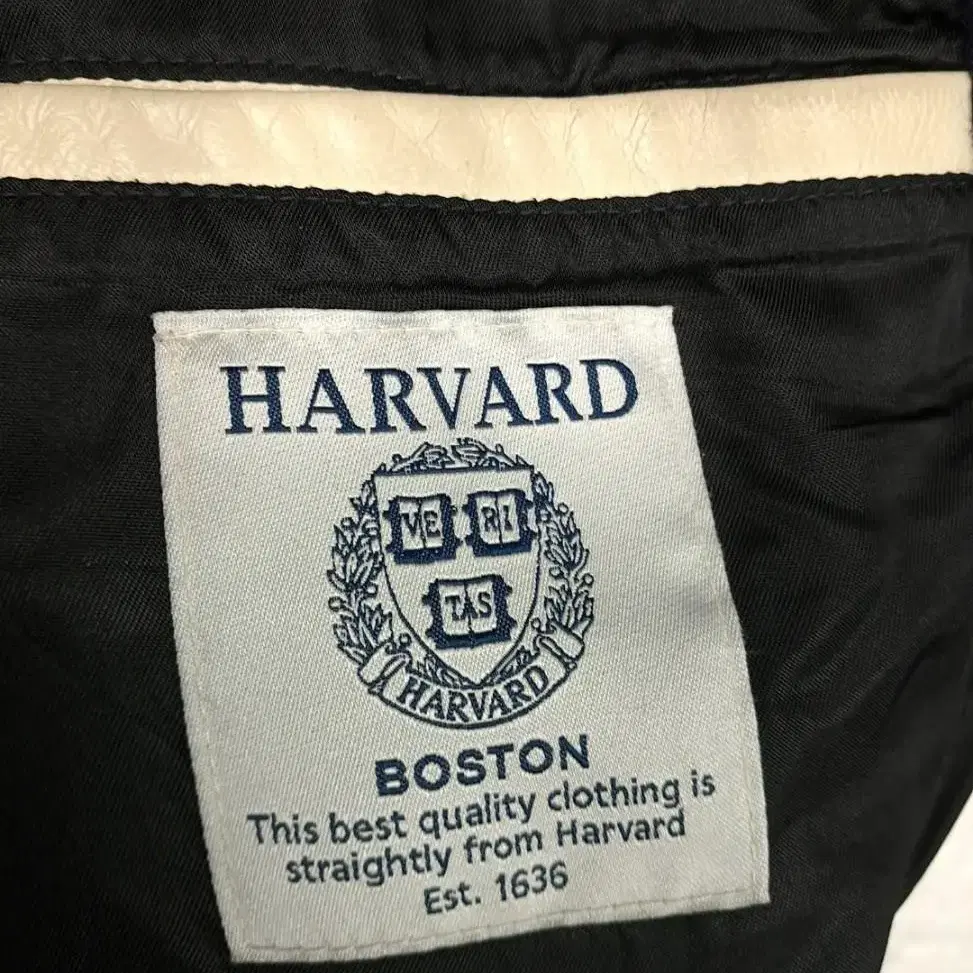 HARVARD
VE RI
TAS
HARVARD
BOSTON
This best quality clothing is
straightly from Harvard
Est. 1636